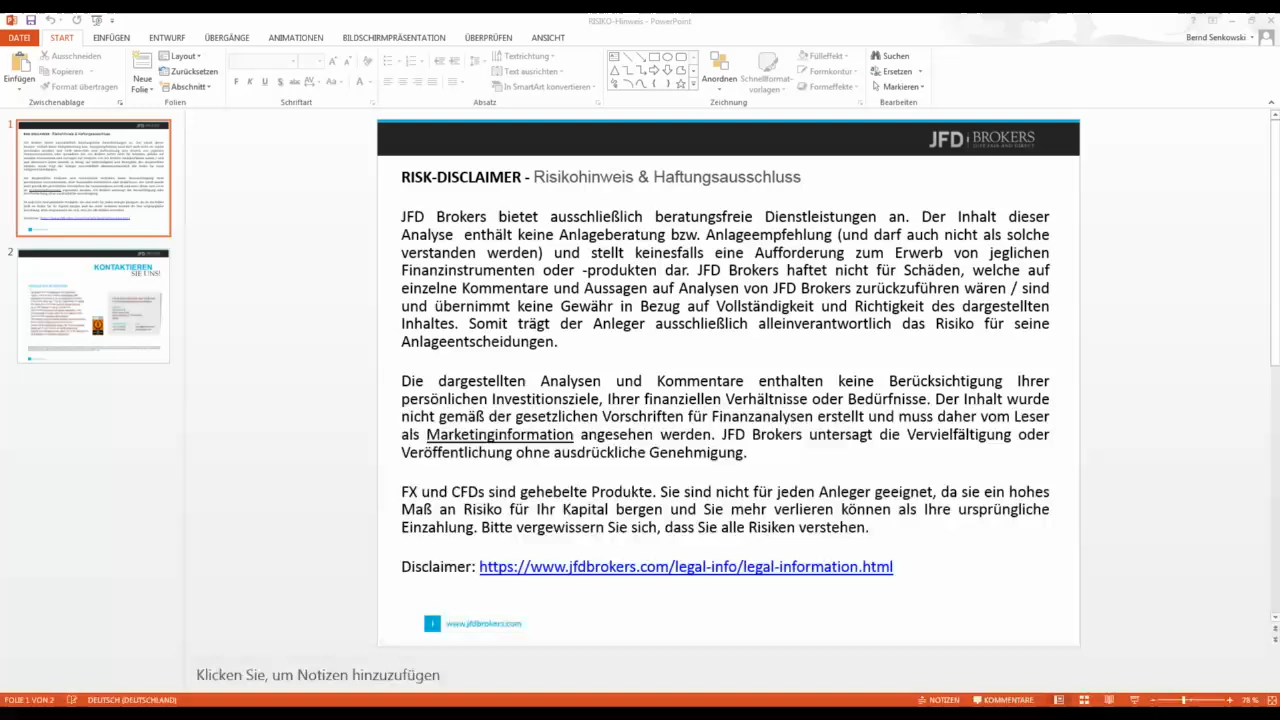 RISIKO-Hinweis - PowerPoint
DATEI START EINFÜGEN ENTWURF ÜBERGÄNGE ANIMATIONEN BILDSCHIRMPRÄSENTATION ÜBERPRÜFEN ANSICHT Bernd Senkowski
Einfügen
Ausschneiden
Kopieren
Format übertragen
Zwischenablage
Neue Folie
Layout
Zurücksetzen
Abschnitt
Folien
F K U S abc AV Aa A
Schriftart
Textrichtung
Text ausrichten
In SmartArt konvertieren
Absatz
Anordnen
Schnellformat-vorlagen
Fülleffekt
Formkontur
Formeffekte
Zeichnung
Suchen
Ersetzen
Markieren
Bearbeiten
1
2
KONTAKTIEREN
SIE UNS!
JFD BROKERS
JUST FAIR AND DIRECT
RISK-DISCLAIMER - Risikohinweis & Haftungsausschuss
JFD Brokers bietet ausschließlich beratungsfreie Dienstleistungen an. Der Inhalt dieser
Analyse enthält keine Anlageberatung bzw. Anlageempfehlung (und darf auch nicht als solche
verstanden werden) und stellt keinesfalls eine Aufforderung zum Erwerb von jeglichen
Finanzinstrumenten oder -produkten dar. JFD Brokers haftet nicht für Schäden, welche auf
einzelne Kommentare und Aussagen auf Analysen von JFD Brokers zurückzuführen wären / sind
und übernimmt keine Gewähr in Bezug auf Vollständigkeit und Richtigkeit des dargestellten
Inhaltes. Somit trägt der Anleger ausschließlich alleinverantwortlich das Risiko für seine
Anlageentscheidungen.
Die dargestellten Analysen und Kommentare enthalten keine Berücksichtigung Ihrer
persönlichen Investitionsziele, Ihrer finanziellen Verhältnisse oder Bedürfnisse. Der Inhalt wurde
nicht gemäß der gesetzlichen Vorschriften für Finanzanalysen erstellt und muss daher vom Leser
als Marketinginformation angesehen werden. JFD Brokers untersagt die Vervielfältigung oder
Veröffentlichung ohne ausdrückliche Genehmigung.
FX und CFDs sind gehebelte Produkte. Sie sind nicht für jeden Anleger geeignet, da sie ein hohes
Maß an Risiko für Ihr Kapital bergen und Sie mehr verlieren können als Ihre ursprüngliche
Einzahlung. Bitte vergewissern Sie sich, dass Sie alle Risiken verstehen.
Disclaimer: https://www.jfdbrokers.com/legal-info/legal-information.html
www.jfdbrokers.com
Klicken Sie, um Notizen hinzuzufügen
FOLIE 1 VON 2 DEUTSCH (DEUTSCHLAND) NOTIZEN KOMMENTARE 78 %